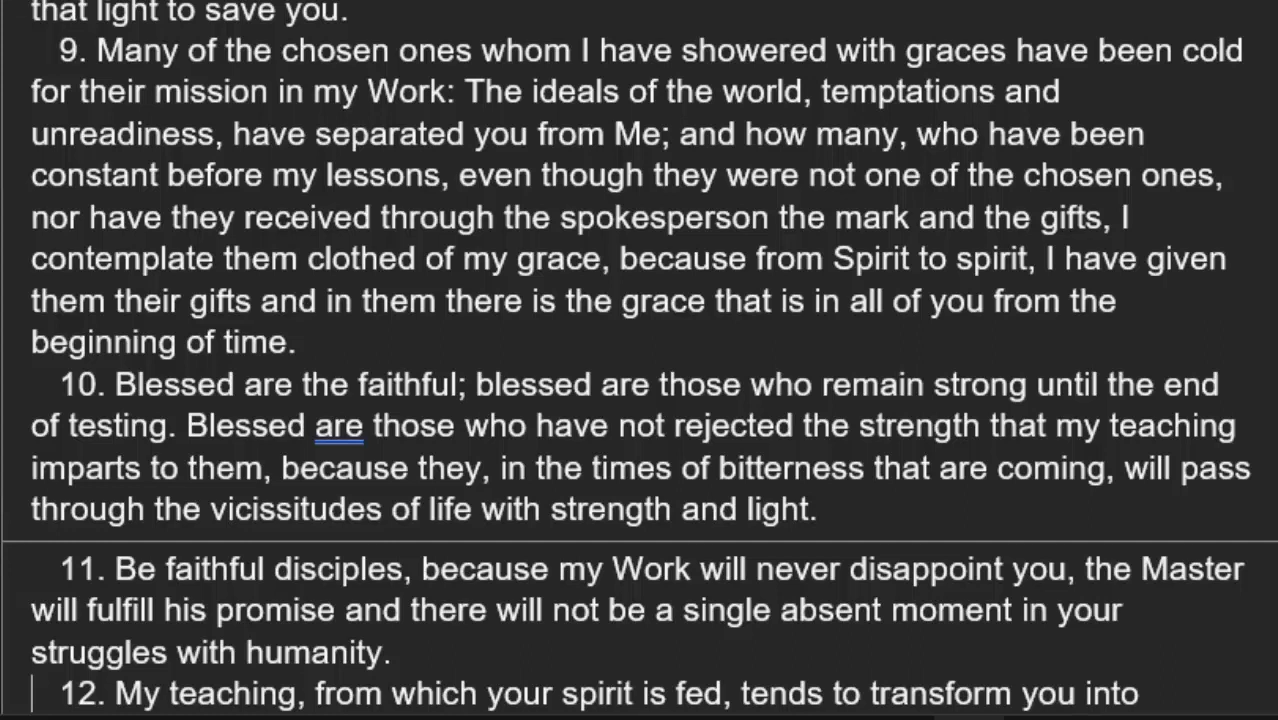 that light to save you.
9. Many of the chosen ones whom I have showered with graces have been cold
for their mission in my Work: The ideals of the world, temptations and
unreadiness, have separated you from Me; and how many, who have been
constant before my lessons, even though they were not one of the chosen ones,
nor have they received through the spokesperson the mark and the gifts, I
contemplate them clothed of my grace, because from Spirit to spirit, I have given
them their gifts and in them there is the grace that is in all of you from the
beginning of time.
10. Blessed are the faithful; blessed are those who remain strong until the end
of testing. Blessed are those who have not rejected the strength that my teaching
imparts to them, because they, in the times of bitterness that are coming, will pass
through the vicissitudes of life with strength and light.
11. Be faithful disciples, because my Work will never disappoint you, the Master
will fulfill his promise and there will not be a single absent moment in your
struggles with humanity.
12. My teaching, from which your spirit is fed, tends to transform you into